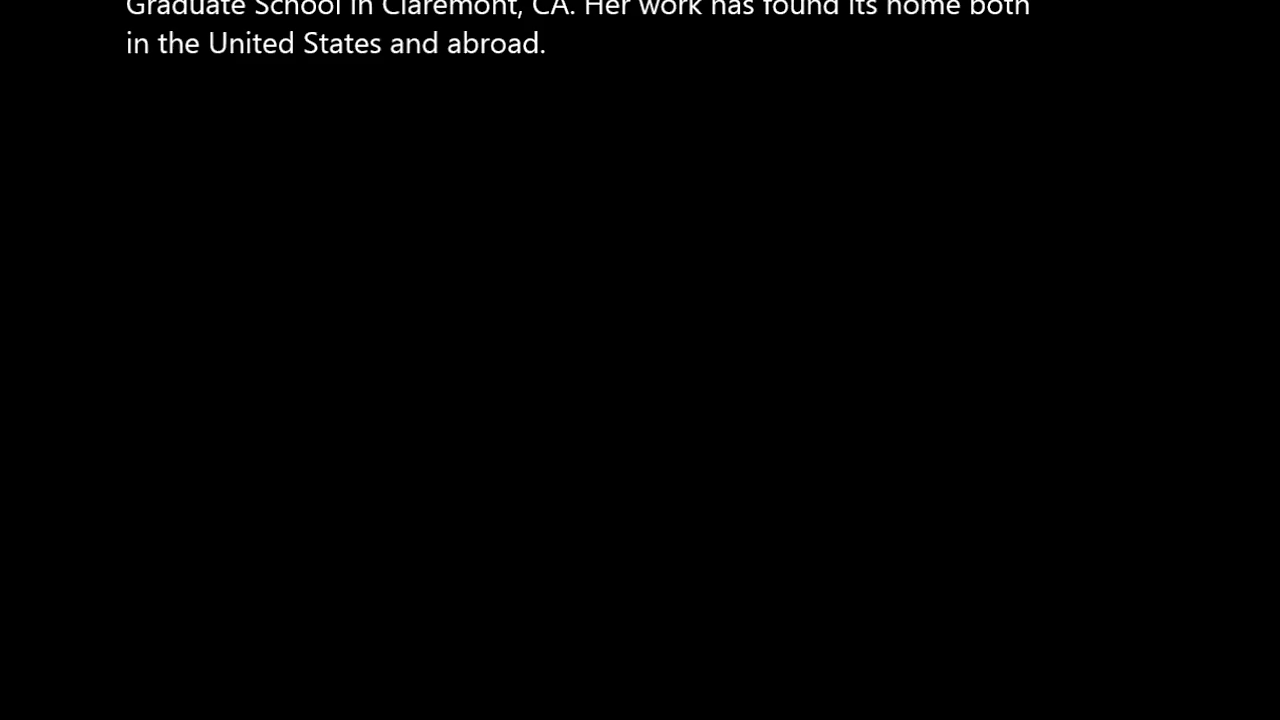 Graduate School in Claremont, CA. Her work has found its home both
in the United States and abroad.